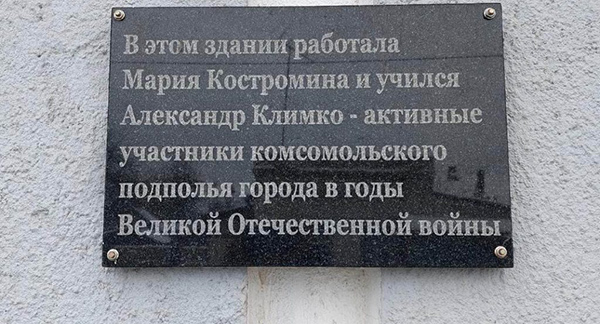 В этом здании работала
Мария Костромина и учился
Александр Климко - активные
участники комсомольского
подполья города в годы
Великой Отечественной войны